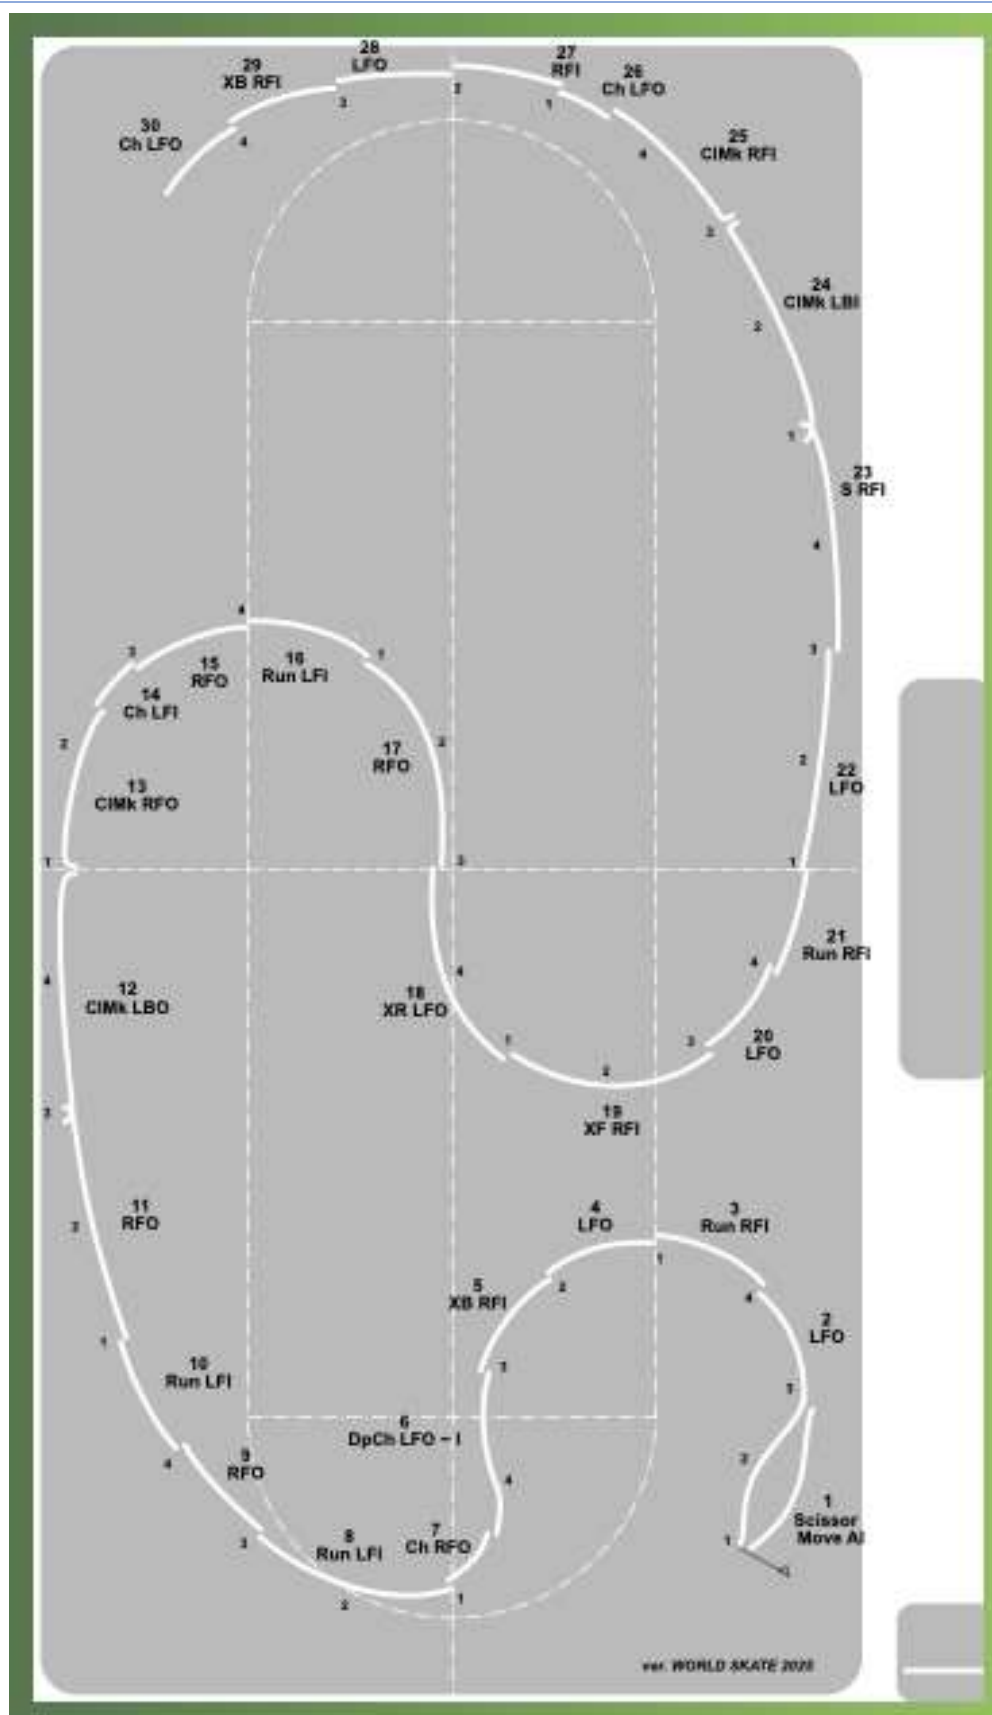 28
LFO
27
RFI
29
XB RFI
26
Ch LFO
30
Ch LFO
25
ClMk RFI
24
ClMk LBI
23
S RFI
22
LFO
21
Run RFI
20
LFO
19
XF RFI
18
XR LFO
17
RFO
16
Run LFI
15
RFO
14
Ch LFI
13
ClMk RFO
12
ClMk LBO
11
RFO
10
Run LFI
9
RFO
8
Run LFI
7
Ch RFO
6
DpCh LFO – I
5
XB RFI
4
LFO
3
Run RFI
2
LFO
1
Scissor
Move AI
ver. WORLD SKATE 2025